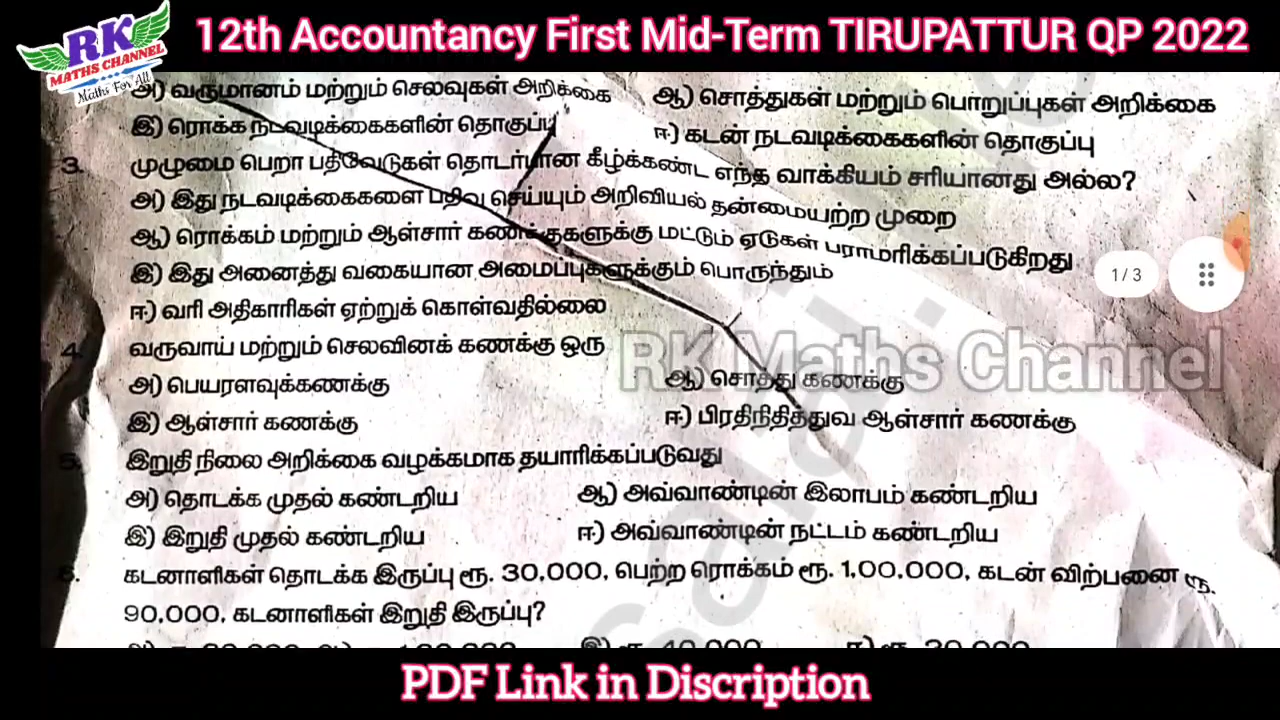 RK
MATHS CHANNEL
Maths For All
12th Accountancy First Mid-Term TIRUPATTUR QP 2022
அ) வருமானம் மற்றும் செலவுகள் அறிக்கை ஆ) சொத்துகள் மற்றும் பொறுப்புகள் அறிக்கை
இ) ரொக்க நடவடிக்கைகளின் தொகுப்பு ஈ) கடன் நடவடிக்கைகளின் தொகுப்பு
3. முழுமை பெறா பதிவேடுகள் தொடர்பான கீழ்க்கண்ட எந்த வாக்கியம் சரியானது அல்ல?
அ) இது நடவடிக்கைகளை பதிவு செய்யும் அறிவியல் தன்மையற்ற முறை
ஆ) ரொக்கம் மற்றும் ஆள்சார் கணக்குகளுக்கு மட்டும் ஏடுகள் பராமரிக்கப்படுகிறது
இ) இது அனைத்து வகையான அமைப்புகளுக்கும் பொருந்தும்
1 / 3
ஈ) வரி அதிகாரிகள் ஏற்றுக் கொள்வதில்லை
4. வருவாய் மற்றும் செலவினக் கணக்கு ஒரு
RK Maths Channel
அ) பெயரளவுக்கணக்கு ஆ) சொத்து கணக்கு
இ) ஆள்சார் கணக்கு ஈ) பிரதிநிதித்துவ ஆள்சார் கணக்கு
5. இறுதி நிலை அறிக்கை வழக்கமாக தயாரிக்கப்படுவது
அ) தொடக்க முதல் கண்டறிய ஆ) அவ்வாண்டின் இலாபம் கண்டறிய
இ) இறுதி முதல் கண்டறிய ஈ) அவ்வாண்டின் நட்டம் கண்டறிய
6. கடனாளிகள் தொடக்க இருப்பு ரூ. 30,000, பெற்ற ரொக்கம் ரூ. 1,00,000, கடன் விற்பனை ரூ.
90,000, கடனாளிகள் இறுதி இருப்பு?
PDF Link in Discription